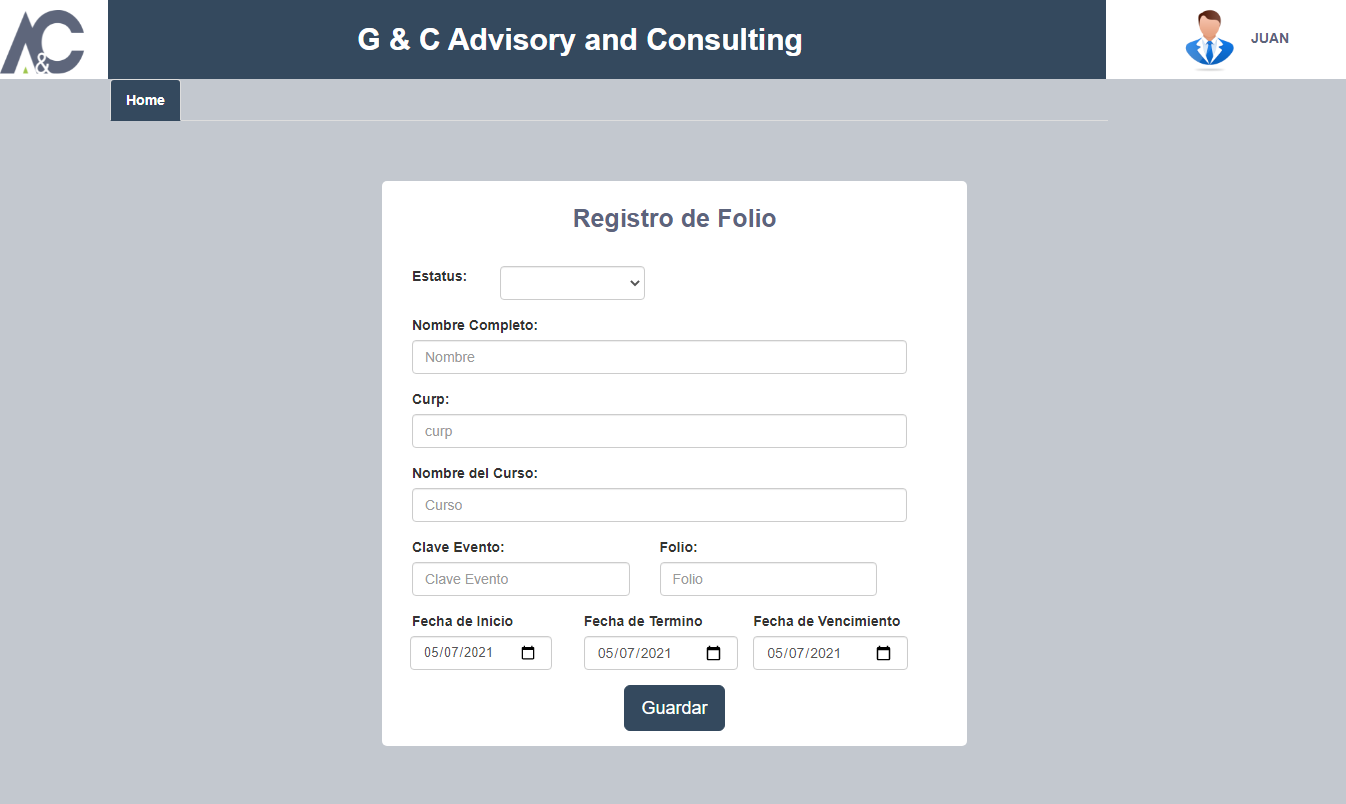 A&C
G & C Advisory and Consulting
JUAN
Home
Registro de Folio
Estatus:
Nombre Completo:
Nombre
Curp:
curp
Nombre del Curso:
Curso
Clave Evento: Folio:
Clave Evento Folio
Fecha de Inicio Fecha de Termino Fecha de Vencimiento
05/07/2021 05/07/2021 05/07/2021
Guardar